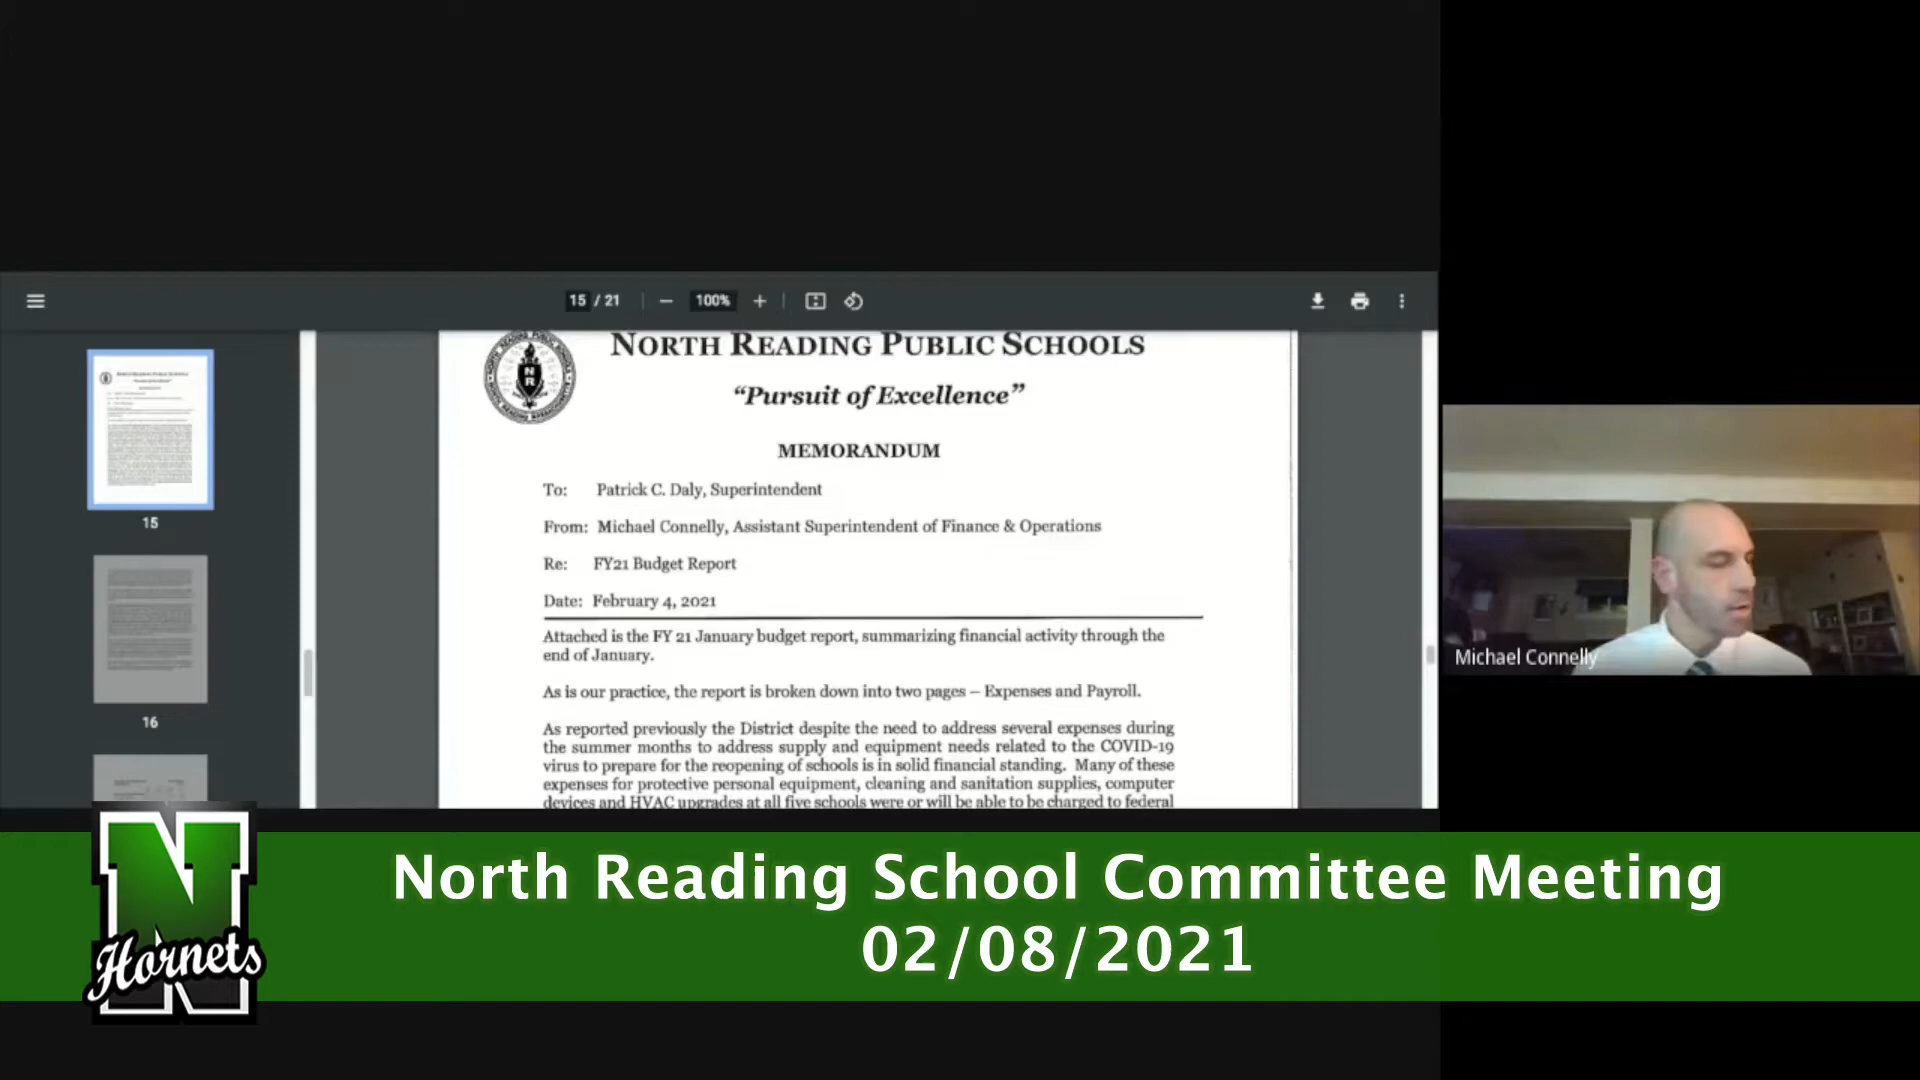 15 / 21
100%
NORTH READING PUBLIC SCHOOLS
"Pursuit of Excellence"
MEMORANDUM
To: Patrick C. Daly, Superintendent
From: Michael Connelly, Assistant Superintendent of Finance & Operations
Re: FY21 Budget Report
Date: February 4, 2021
Attached is the FY 21 January budget report, summarizing financial activity through the
end of January.
As is our practice, the report is broken down into two pages – Expenses and Payroll.
As reported previously the District despite the need to address several expenses during
the summer months to address supply and equipment needs related to the COVID-19
virus to prepare for the reopening of schools is in solid financial standing. Many of these
expenses for protective personal equipment, cleaning and sanitation supplies, computer
devices and HVAC upgrades at all five schools were or will be able to be charged to federal
15
16
NR
Michael Connelly
N
Hornets
North Reading School Committee Meeting
02/08/2021